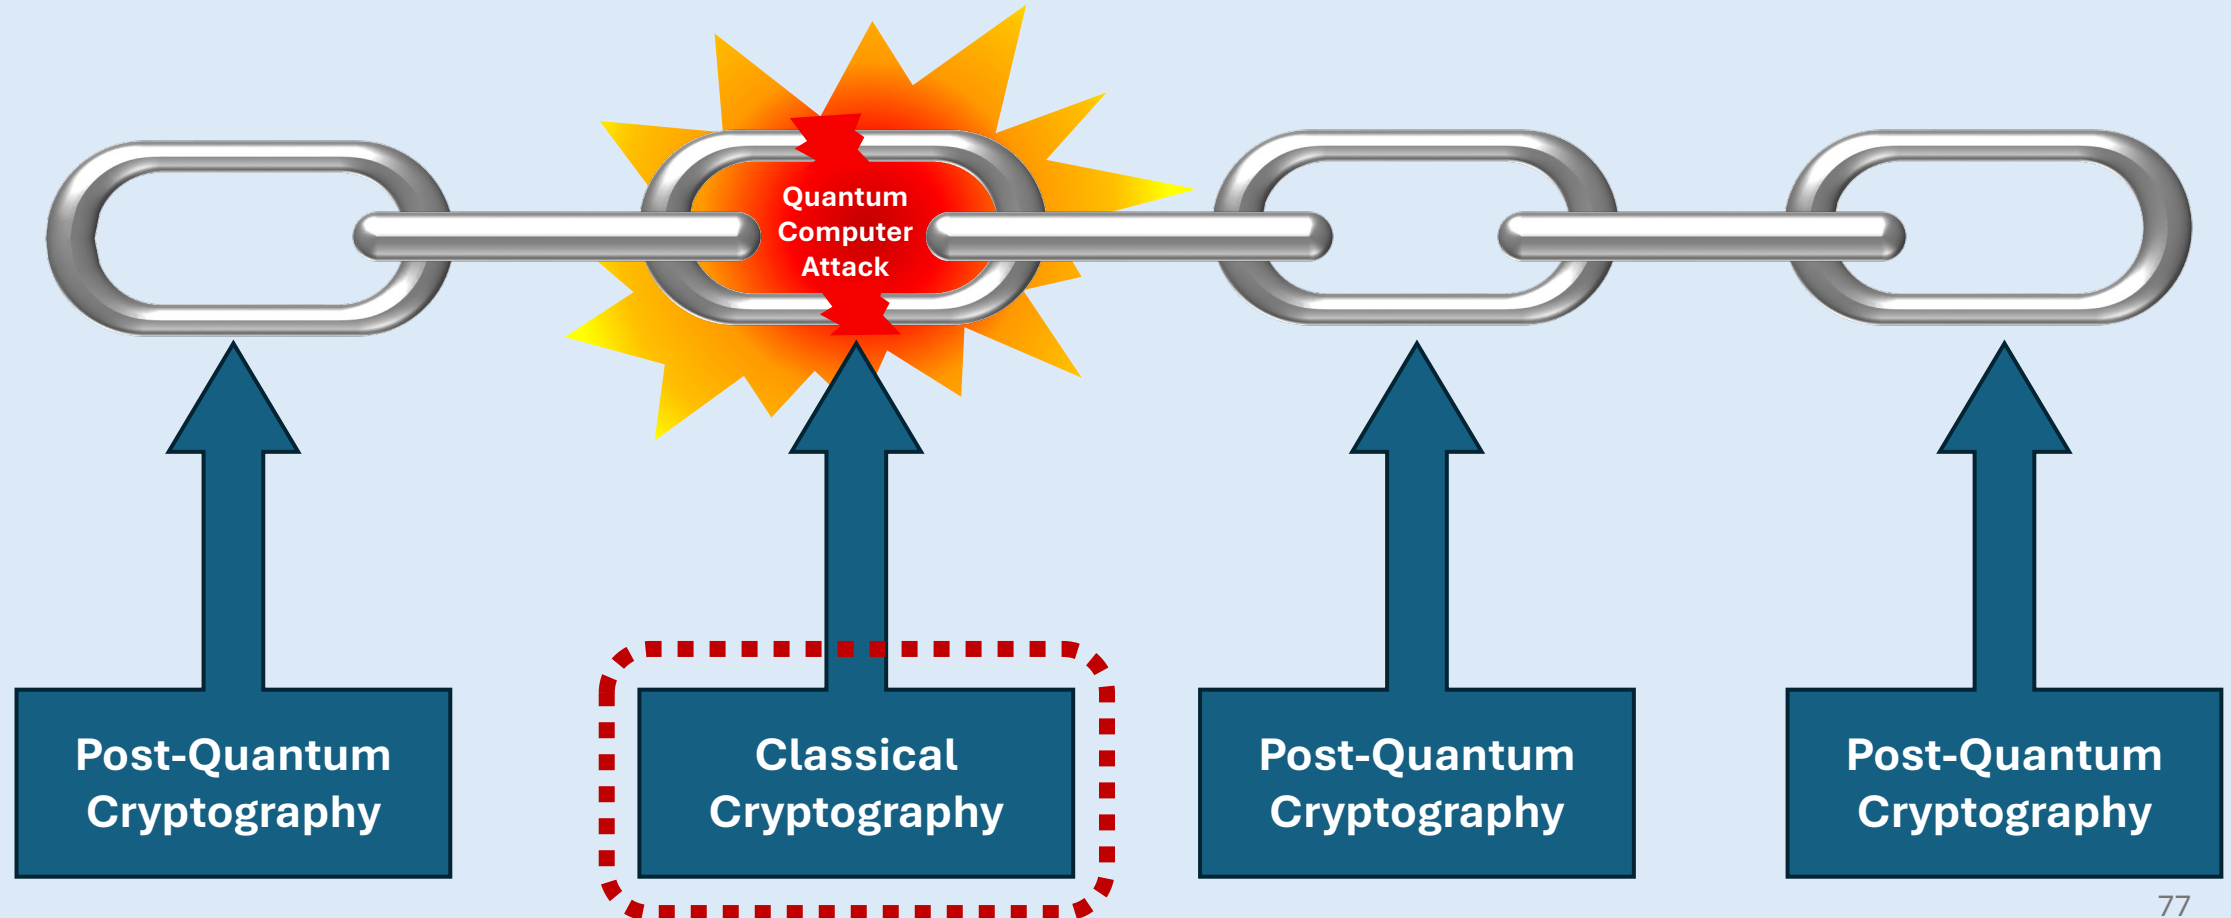 Quantum
Computer
Attack
Post-Quantum
Cryptography
Classical
Cryptography
Post-Quantum
Cryptography
Post-Quantum
Cryptography
77